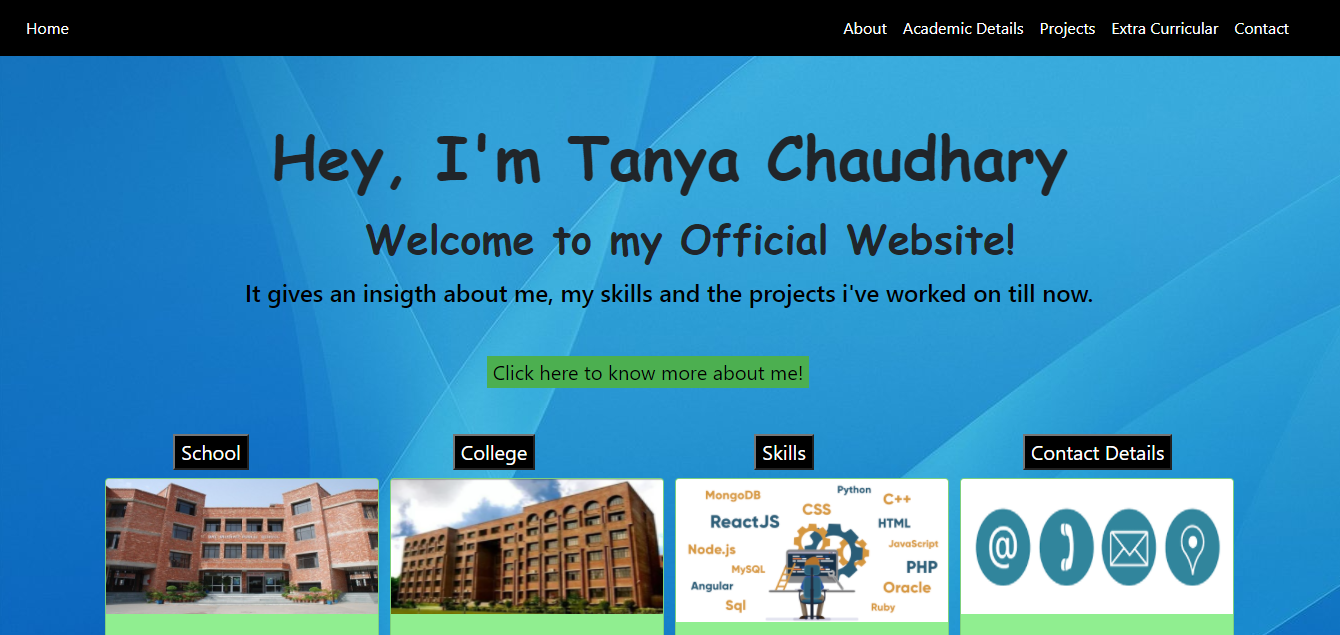 Home About Academic Details Projects Extra Curricular Contact
Hey, I'm Tanya Chaudhary
Welcome to my Official Website!
It gives an insigth about me, my skills and the projects i've worked on till now.
Click here to know more about me!
School College Skills Contact Details
Python
MongoDB C++
CSS
ReactJS HTML
Node.js JavaScript
MySQL PHP
Angular Oracle
Sql Ruby
@